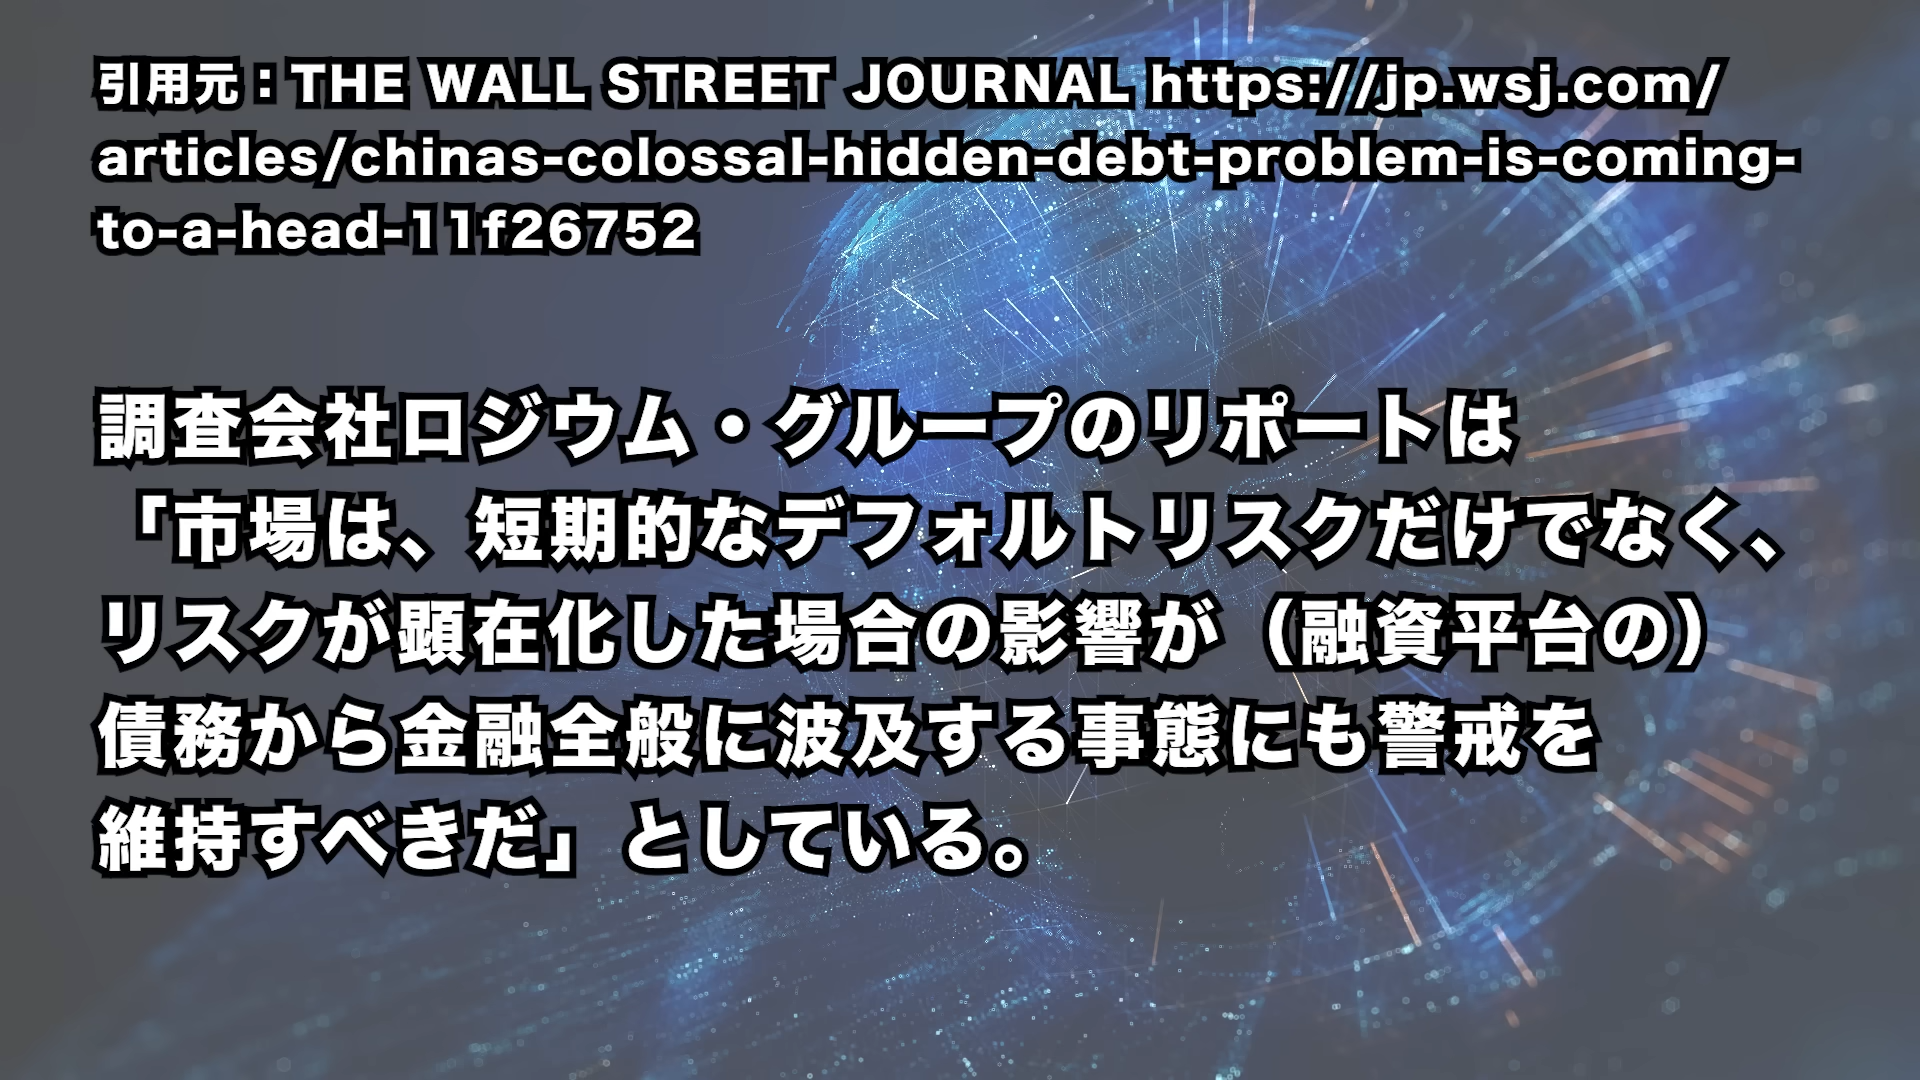 引用元：THE WALL STREET JOURNAL https://jp.wsj.com/
articles/chinas-colossal-hidden-debt-problem-is-coming-
to-a-head-11f26752
調査会社ロジウム・グループのリポートは
「市場は、短期的なデフォルトリスクだけでなく、
リスクが顕在化した場合の影響が（融資平台の）
債務から金融全般に波及する事態にも警戒を
維持すべきだ」としている。